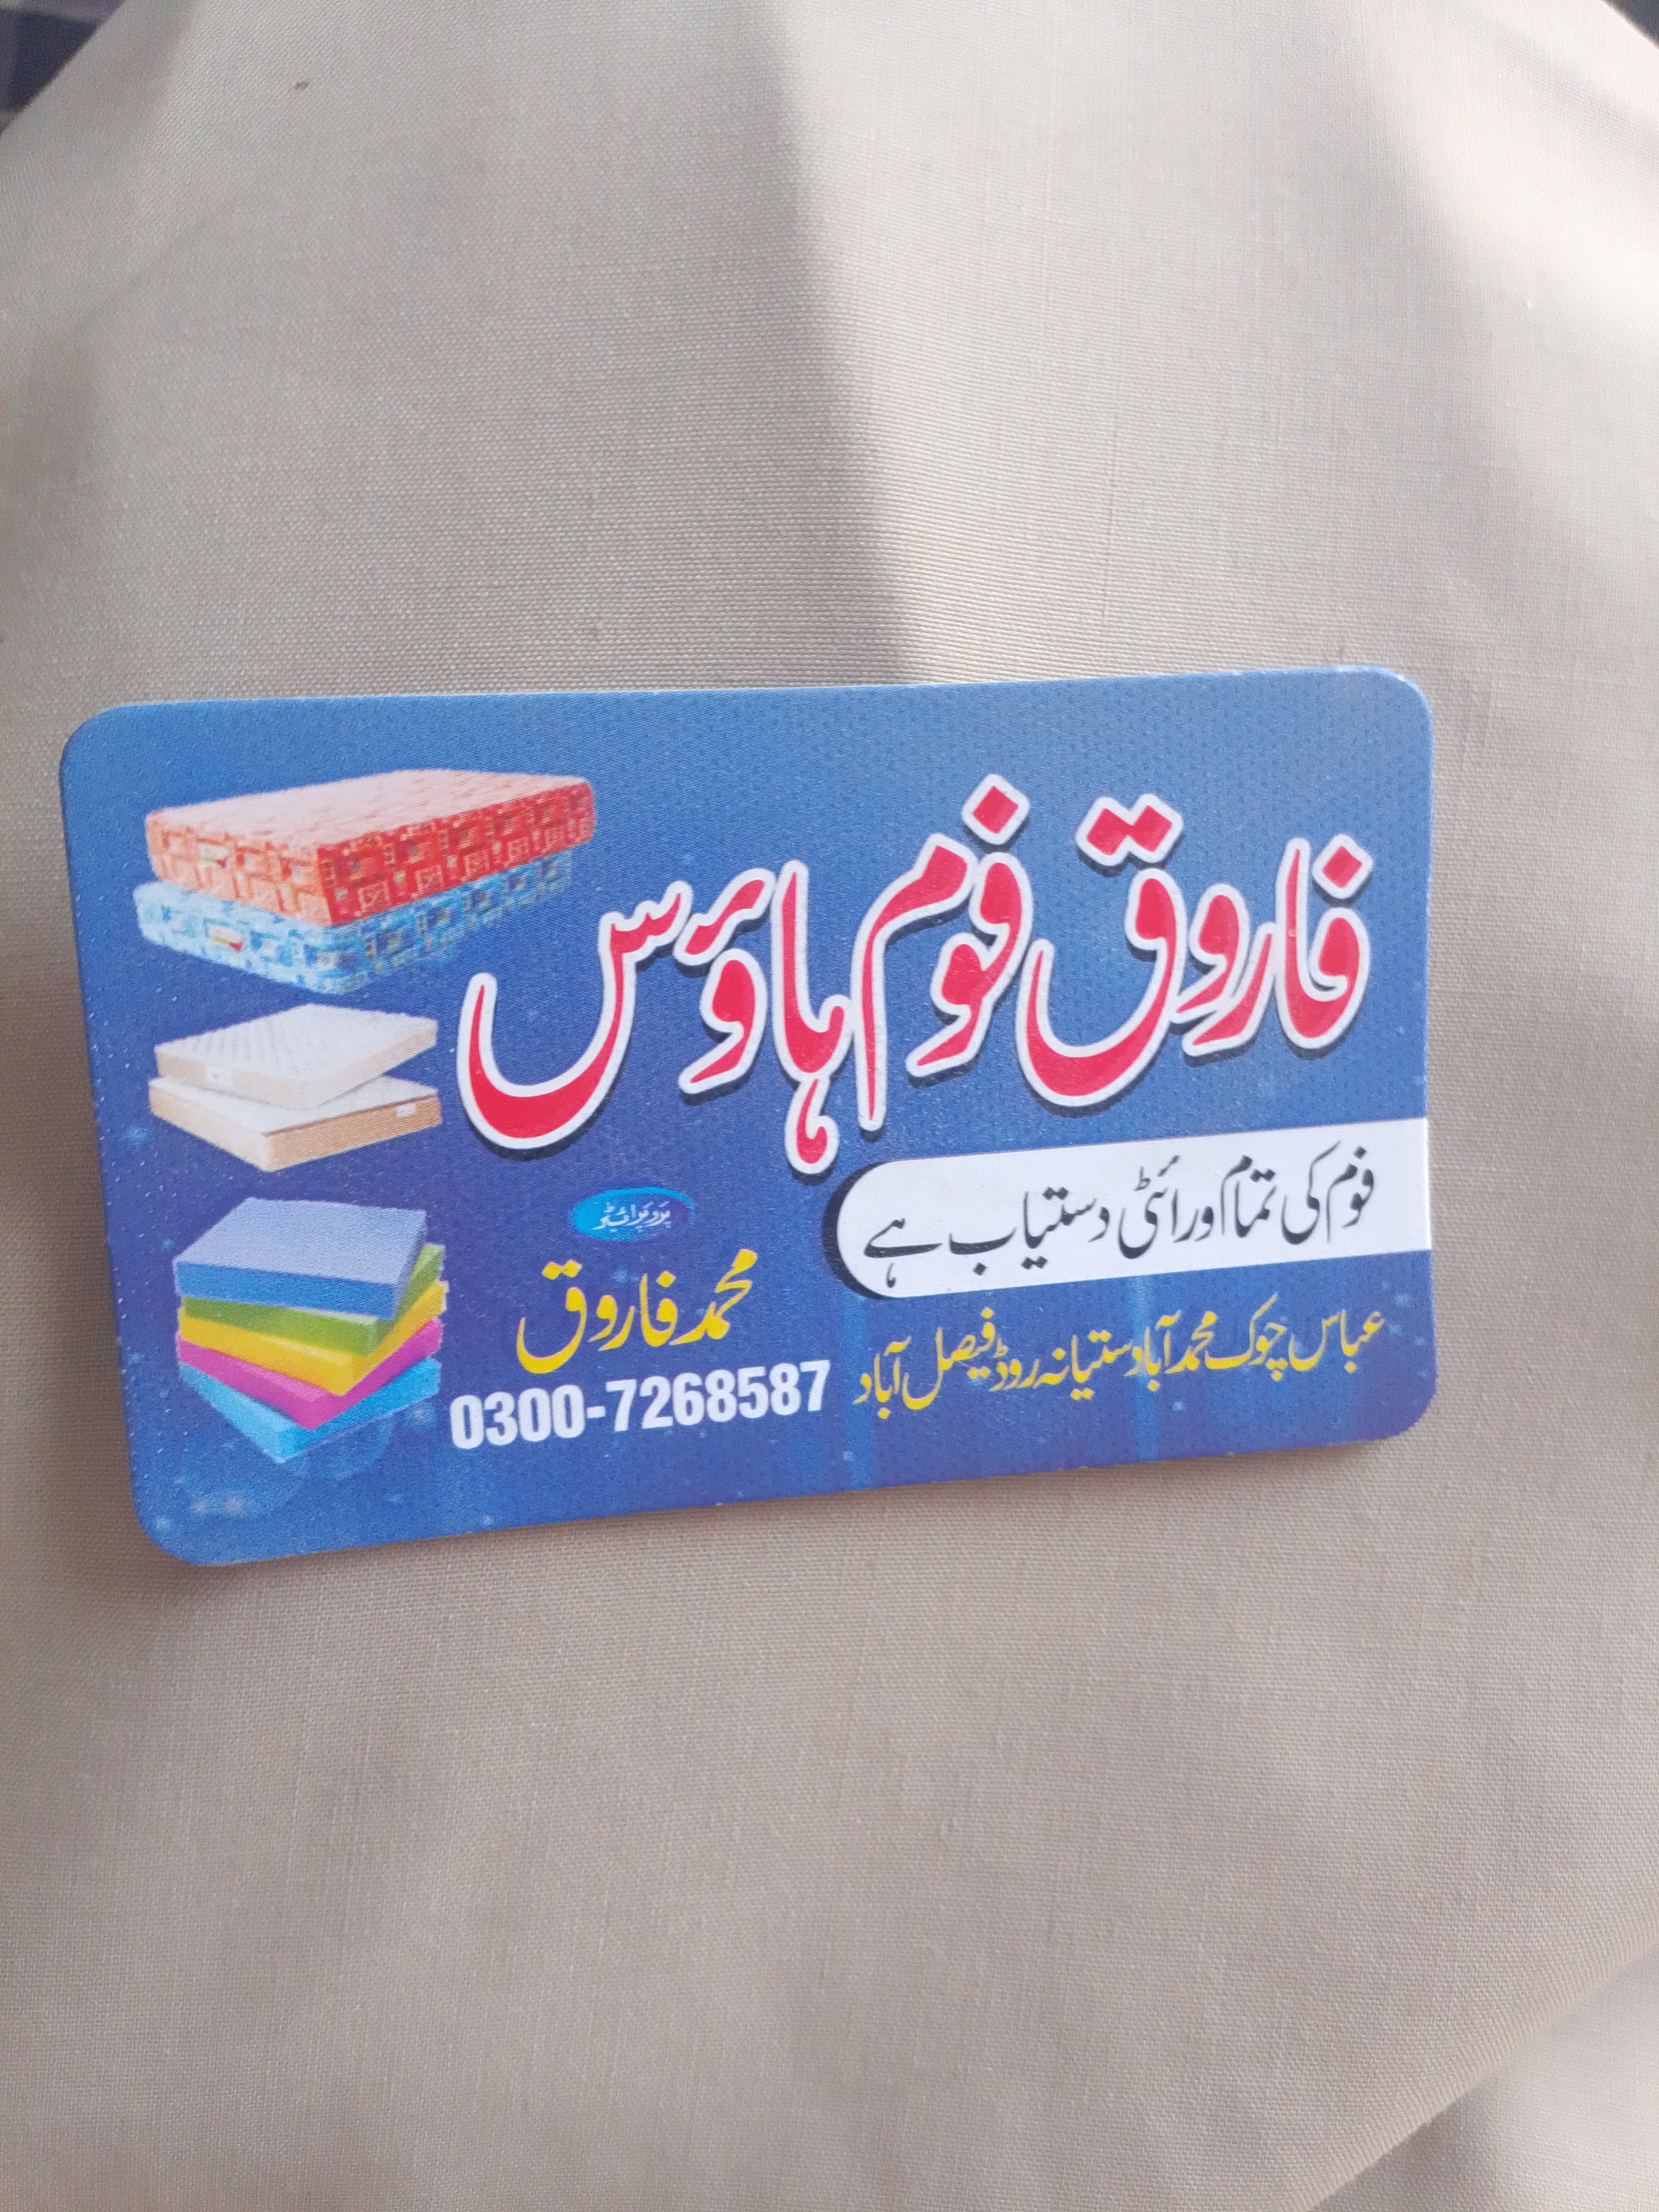 فاروق فوم ہاؤس
فوم کی تمام ورائٹی دستیاب ہے
پروپرائیٹر
محمد فاروق
0300-7268587
عباس چوک محمد آباد ستیانہ روڈ فیصل آباد